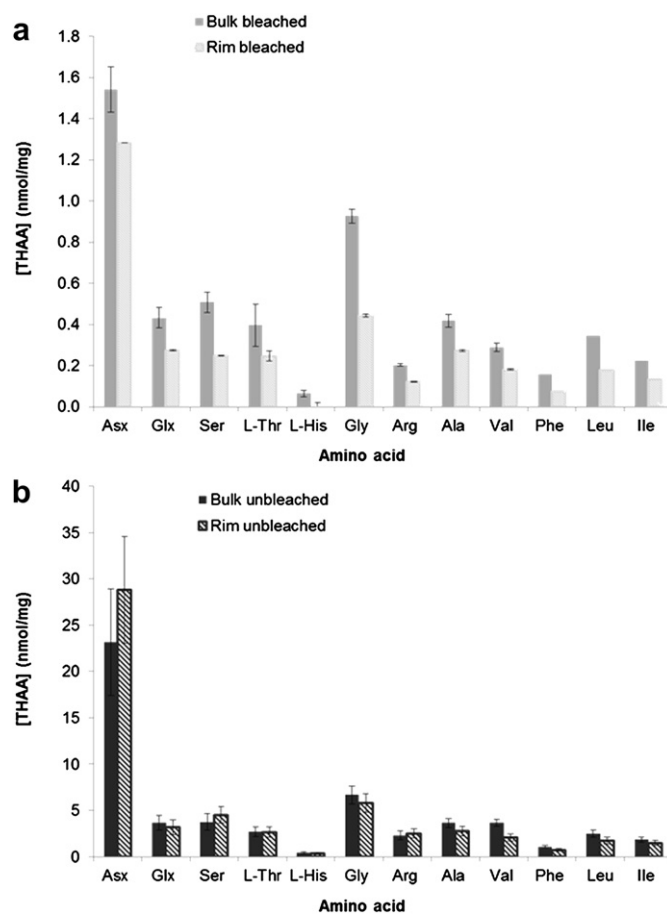 a
Bulk bleached
Rim bleached
1.8
1.6
1.4
1.2
1.0
0.8
0.6
0.4
0.2
0.0
[THAA] (nmol/mg)
Asx Glx Ser L-Thr L-His Gly Arg Ala Val Phe Leu Ile
Amino acid
b
Bulk unbleached
Rim unbleached
40
35
30
25
20
15
10
5
0
[THAA] (nmol/mg)
Asx Glx Ser L-Thr L-His Gly Arg Ala Val Phe Leu Ile
Amino acid